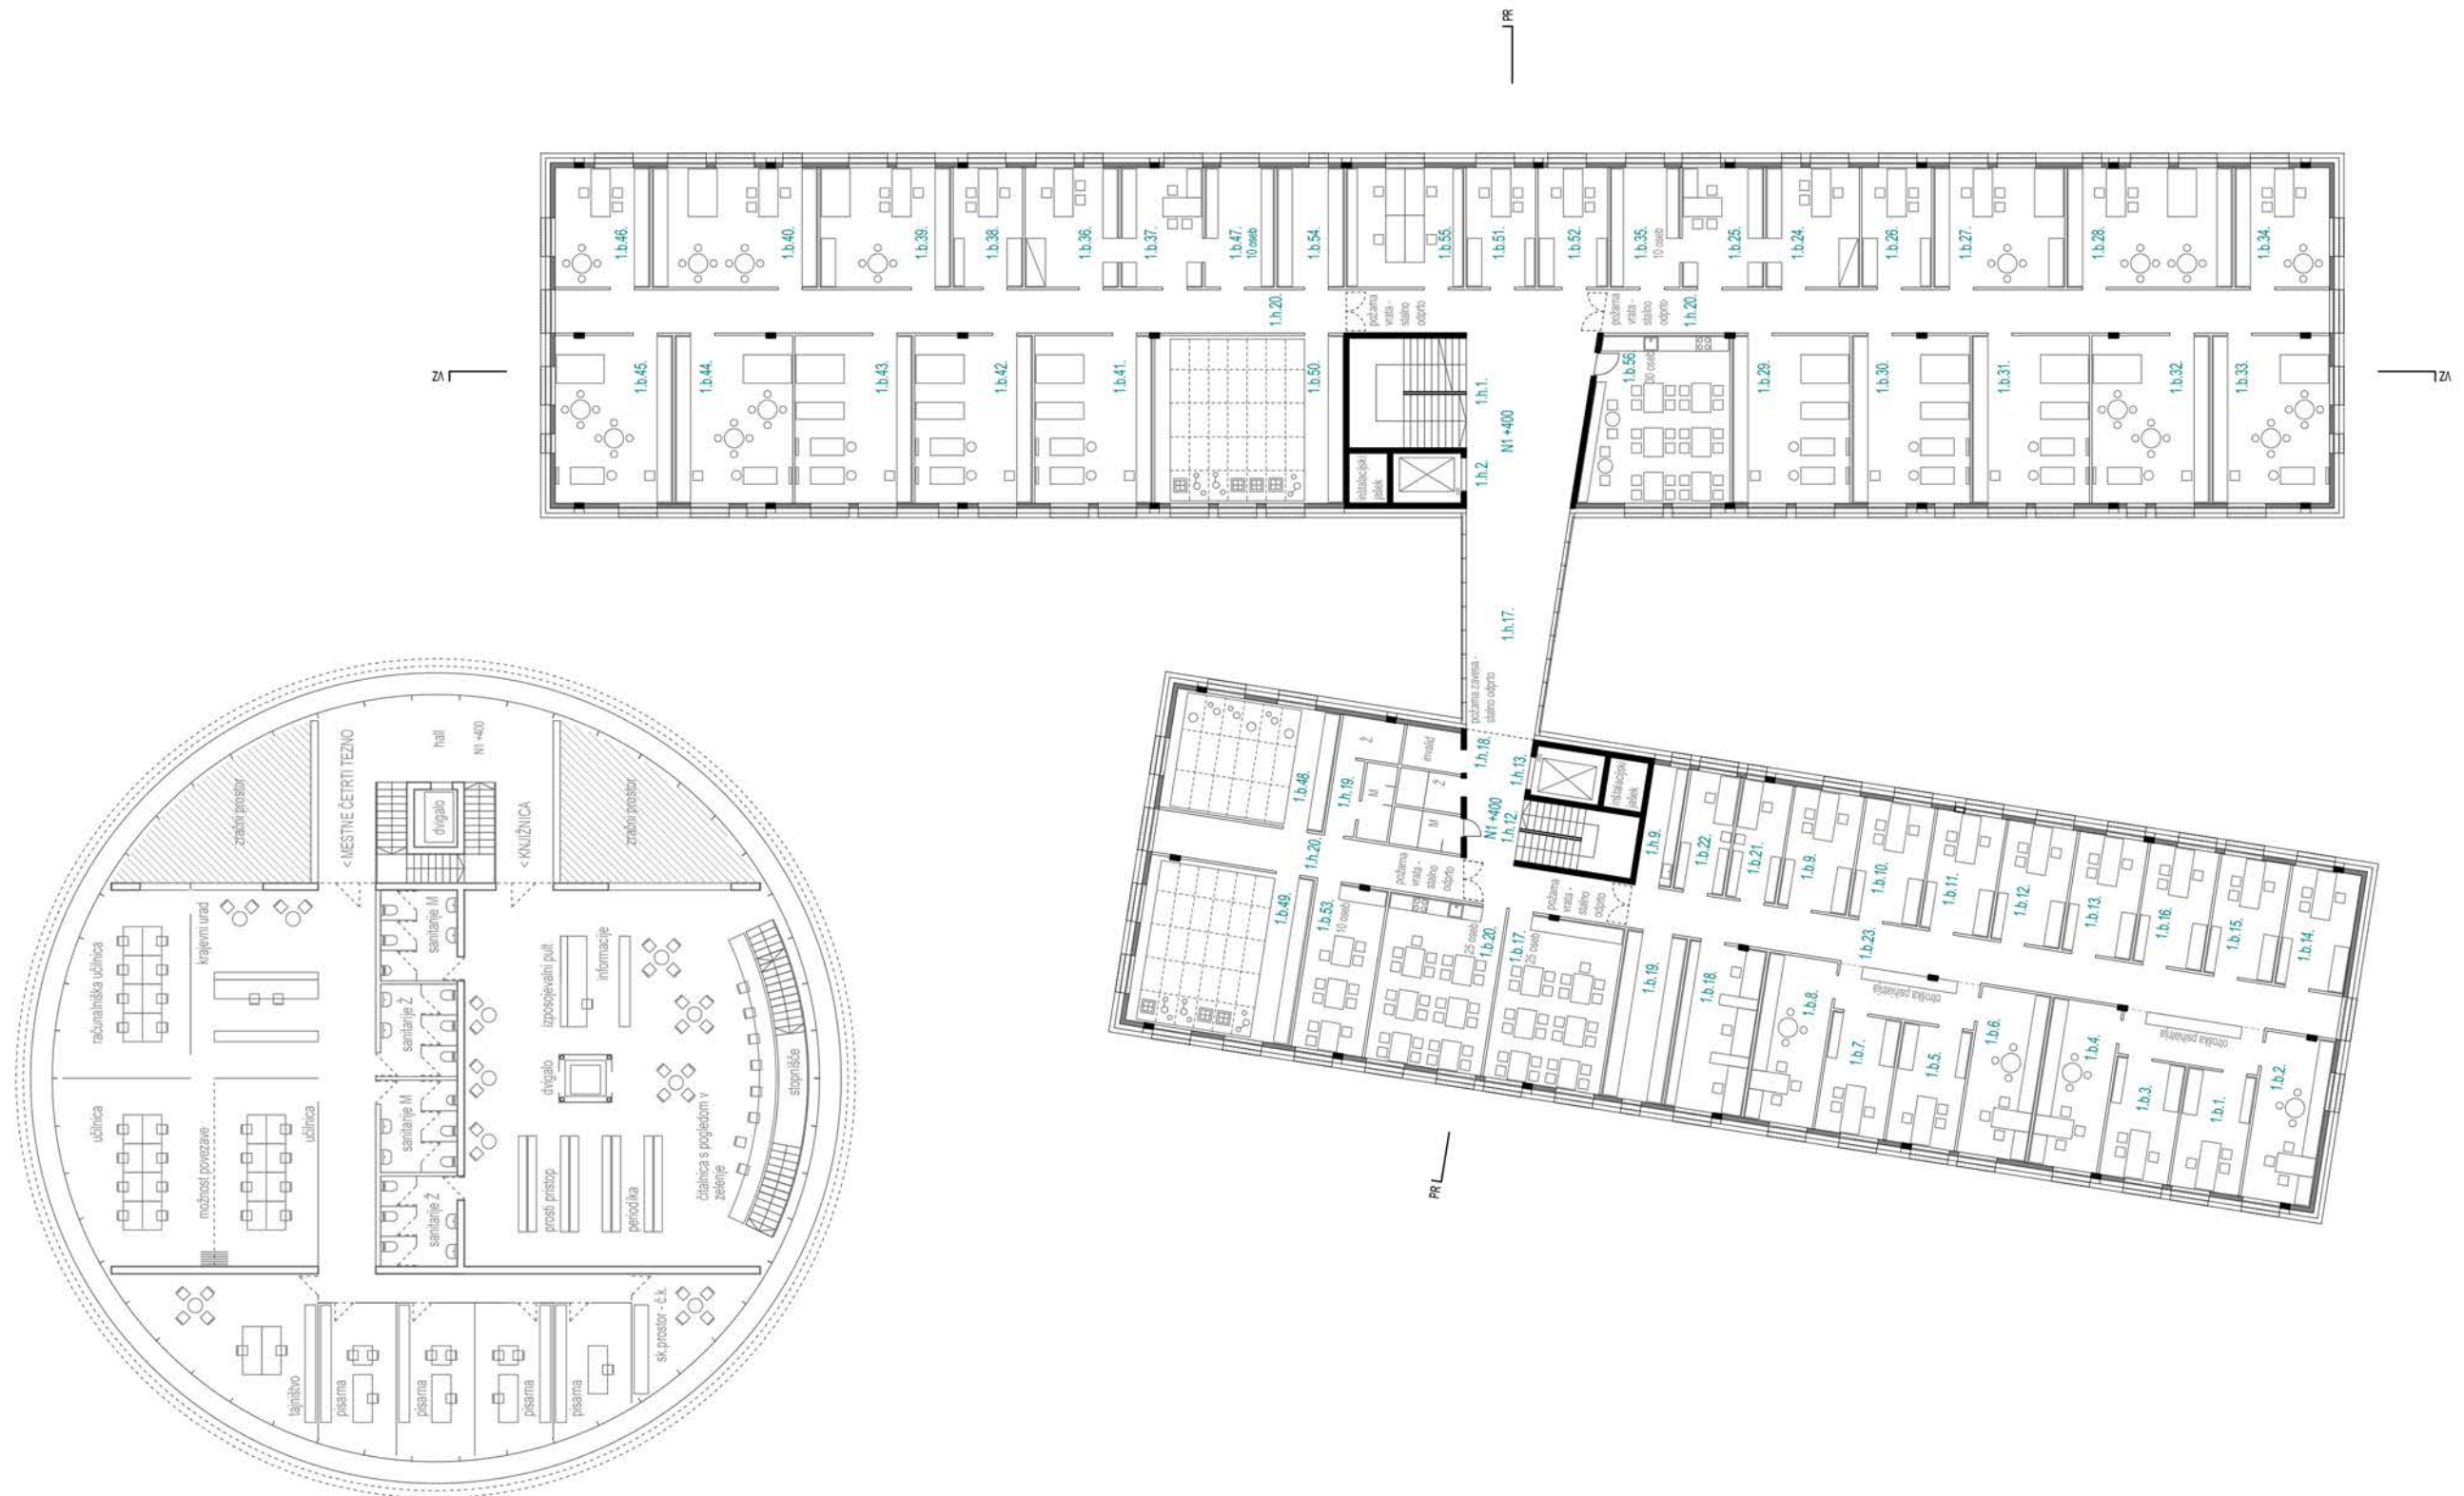 PR
1.b.46.
1.b.40.
1.b.39.
1.b.38.
1.b.36.
1.b.37.
1.b.47.
10 oseb
1.b.54.
1.b.55.
1.b.51.
1.b.52.
1.b.35.
10 oseb
1.b.25.
1.b.24.
1.b.26.
1.b.27.
1.b.28.
1.b.34.
1.h.20.
požarna
vrata -
stalno
odprto
požarna
vrata -
stalno
odprto
1.h.20.
VZ
VZ
1.b.45.
1.b.44.
1.b.43.
1.b.42.
1.b.41.
1.b.50.
1.h.1.
N1 +400
1.h.2.
inštalacijski
jašek
1.b.56.
30 oseb
1.b.29.
1.b.30.
1.b.31.
1.b.32.
1.b.33.
1.h.17.
požarna zavesa -
stalno odprto
1.h.18.
1.h.13.
N1 +400
1.h.12.
inštalacijski
jašek
1.b.48.
1.h.19.
Ž
invalid
M
Ž
M
1.h.20.
požarna
vrata -
stalno
odprto
požarna
vrata -
stalno
odprto
1.h.9.
1.b.22.
1.b.21.
1.b.9.
1.b.10.
1.b.11.
1.b.12.
1.b.13.
1.b.16.
1.b.15.
1.b.14.
1.b.49.
1.b.53.
10 oseb
25 oseb
1.b.20.
1.b.17.
25 oseb
1.b.19.
1.b.18.
1.b.23.
otroška psihiatrija
1.b.8.
1.b.7.
1.b.5.
1.b.6.
1.b.4.
otroška psihiatrija
1.b.3.
1.b.1.
1.b.2.
PR
zračni prostor
< MESTNE ČETRTI TEZNO
hall
N1 +400
dvigalo
< KNJIŽNICA
zračni prostor
računalniška učilnica
krajevni urad
sanitarije M
izposojevalni pult
informacije
sanitarije Ž
dvigalo
stopnišče
učilnica
možnost povezave
učilnica
sanitarije M
sanitarije Ž
prosti pristop
periodika
čitalnica s pogledom v
zelenje
tajništvo
pisarna
pisarna
pisarna
pisarna
sk.prostor - č.k.